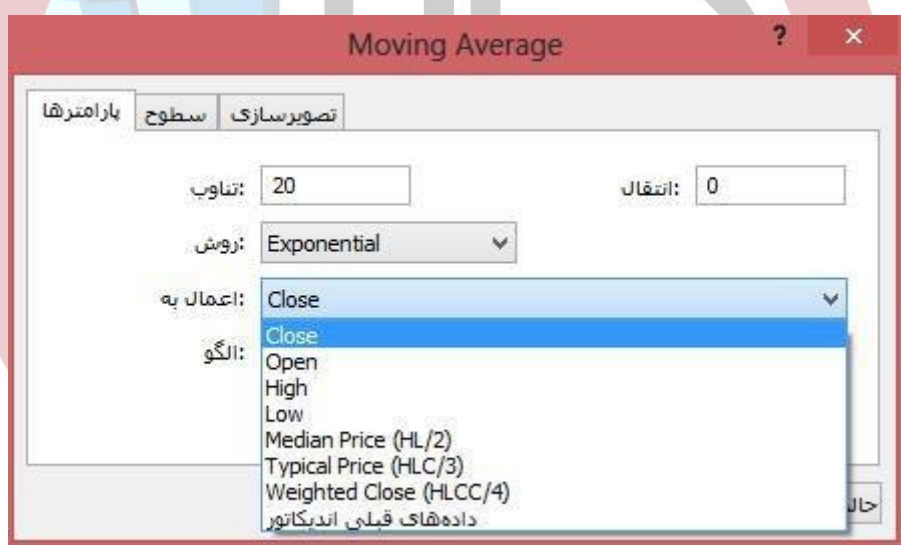 Moving Average
? ×
پارامترها سطوح تصویرسازی
تناوب: 20 انتقال: 0
روش: Exponential
اعمال به: Close
Close
الگو:
Open
High
Low
Median Price (HL/2)
Typical Price (HLC/3)
Weighted Close (HLCC/4)
داده‌های قبلی اندیکاتور